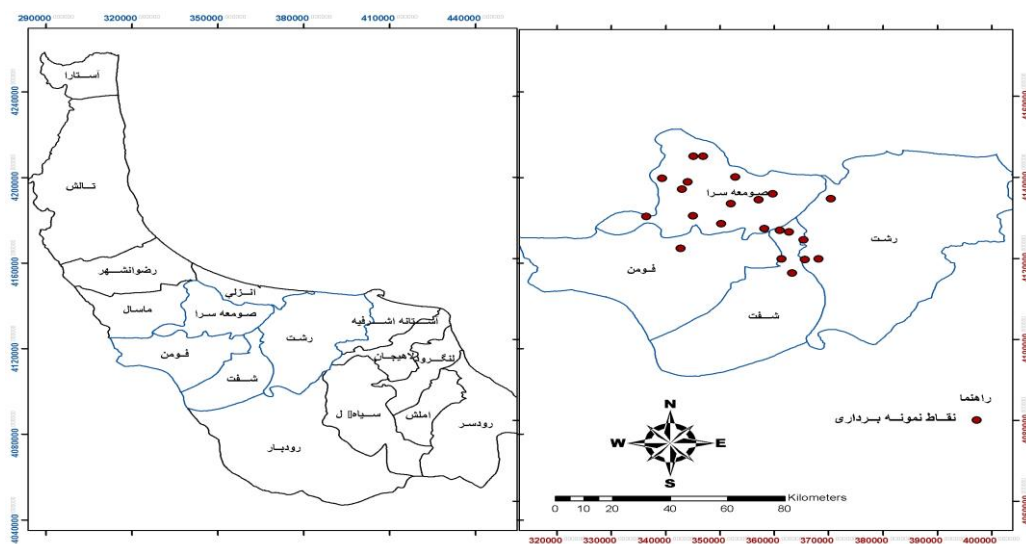 290000 320000 350000 380000 410000 440000
آستارا
تالش
رضوانشهر
انزلي
ماسال
صومعه سرا
فومن
شفت
رشت
آستانه اشرفیه
لاهیجان
لنگرود
املش
رودسر
رودبار
4240000
4200000
4160000
4120000
4080000
4040000
صومعه سرا
رشت
فومن
شفت
راهنما
نقاط نمونه برداری
N
W E
S
0 10 20 40 60 80 Kilometers
320000 330000 340000 350000 360000 370000 380000 390000 400000